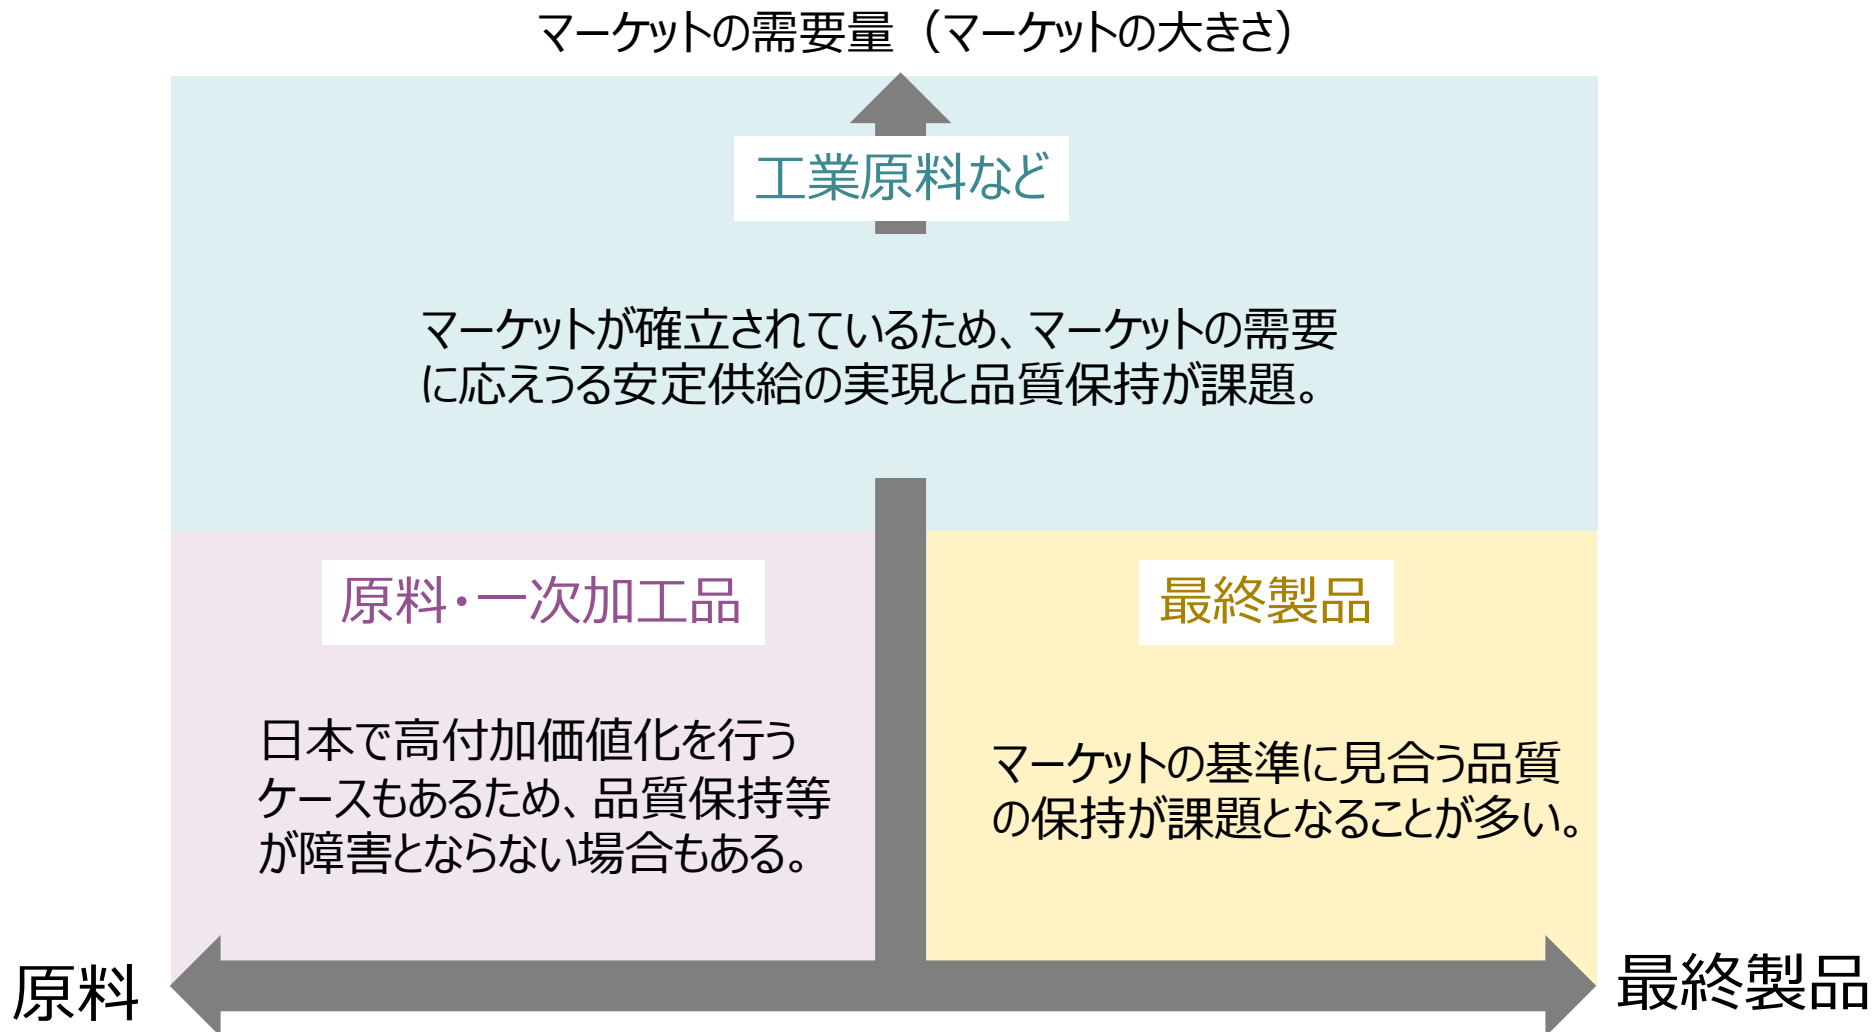 マーケットの需要量（マーケットの大きさ）
工業原料など
マーケットが確立されているため、マーケットの需要
に応えうる安定供給の実現と品質保持が課題。
原料・一次加工品
日本で高付加価値化を行う
ケースもあるため、品質保持等
が障害とならない場合もある。
最終製品
マーケットの基準に見合う品質
の保持が課題となることが多い。
原料
最終製品